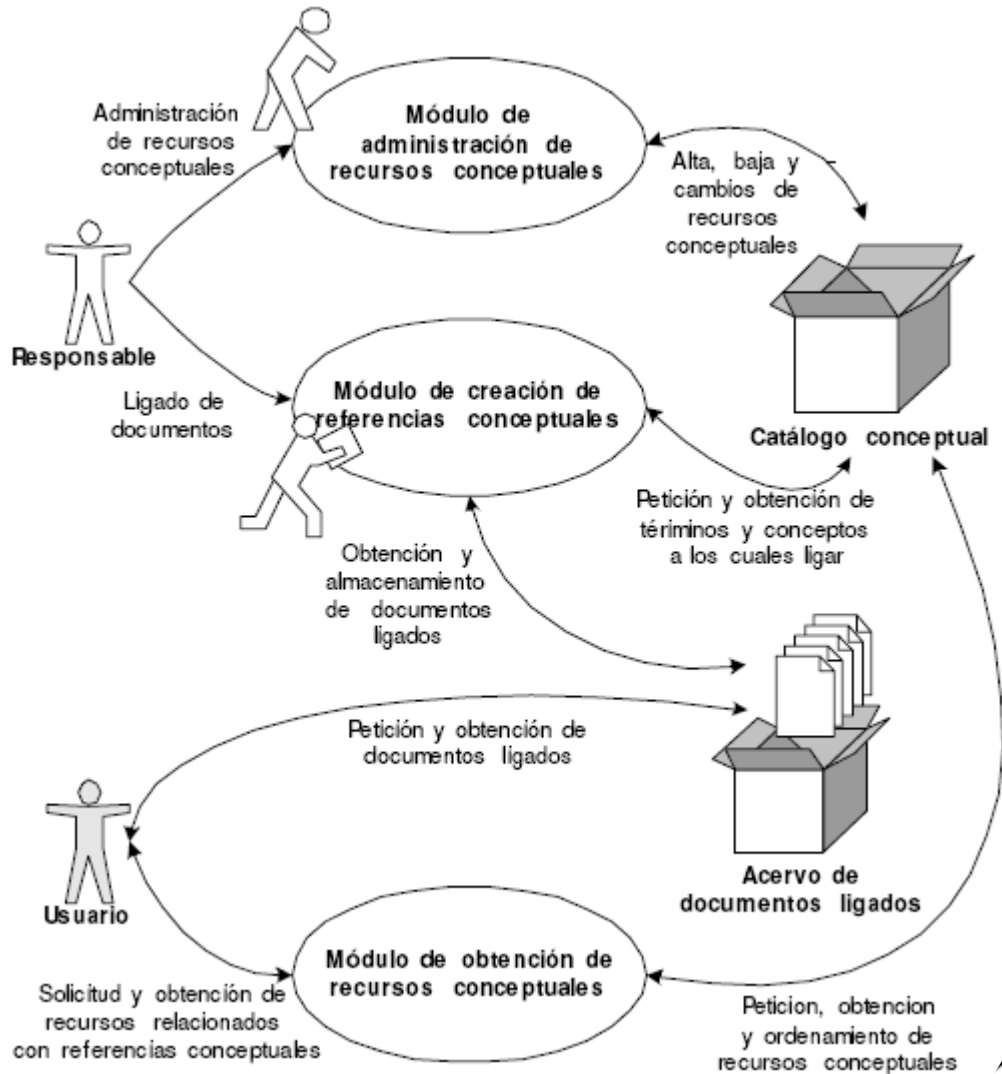 Administración
de recursos
conceptuales
Módulo de
administración de
recursos conceptuales
Alta, baja y
cambios de
recursos
conceptuales
Responsable
Ligado de
documentos
Módulo de creación de
referencias conceptuales
Catálogo conceptual
Petición y obtención de
tériminos y conceptos
a los cuales ligar
Obtención y
almacenamiento
de documentos
ligados
Petición y obtención de
documentos ligados
Usuario
Acervo de
documentos ligados
Módulo de obtención de
recursos conceptuales
Solicitud y obtención de
recursos relacionados
con referencias conceptuales
Peticion, obtencion
y ordenamiento de
recursos conceptuales